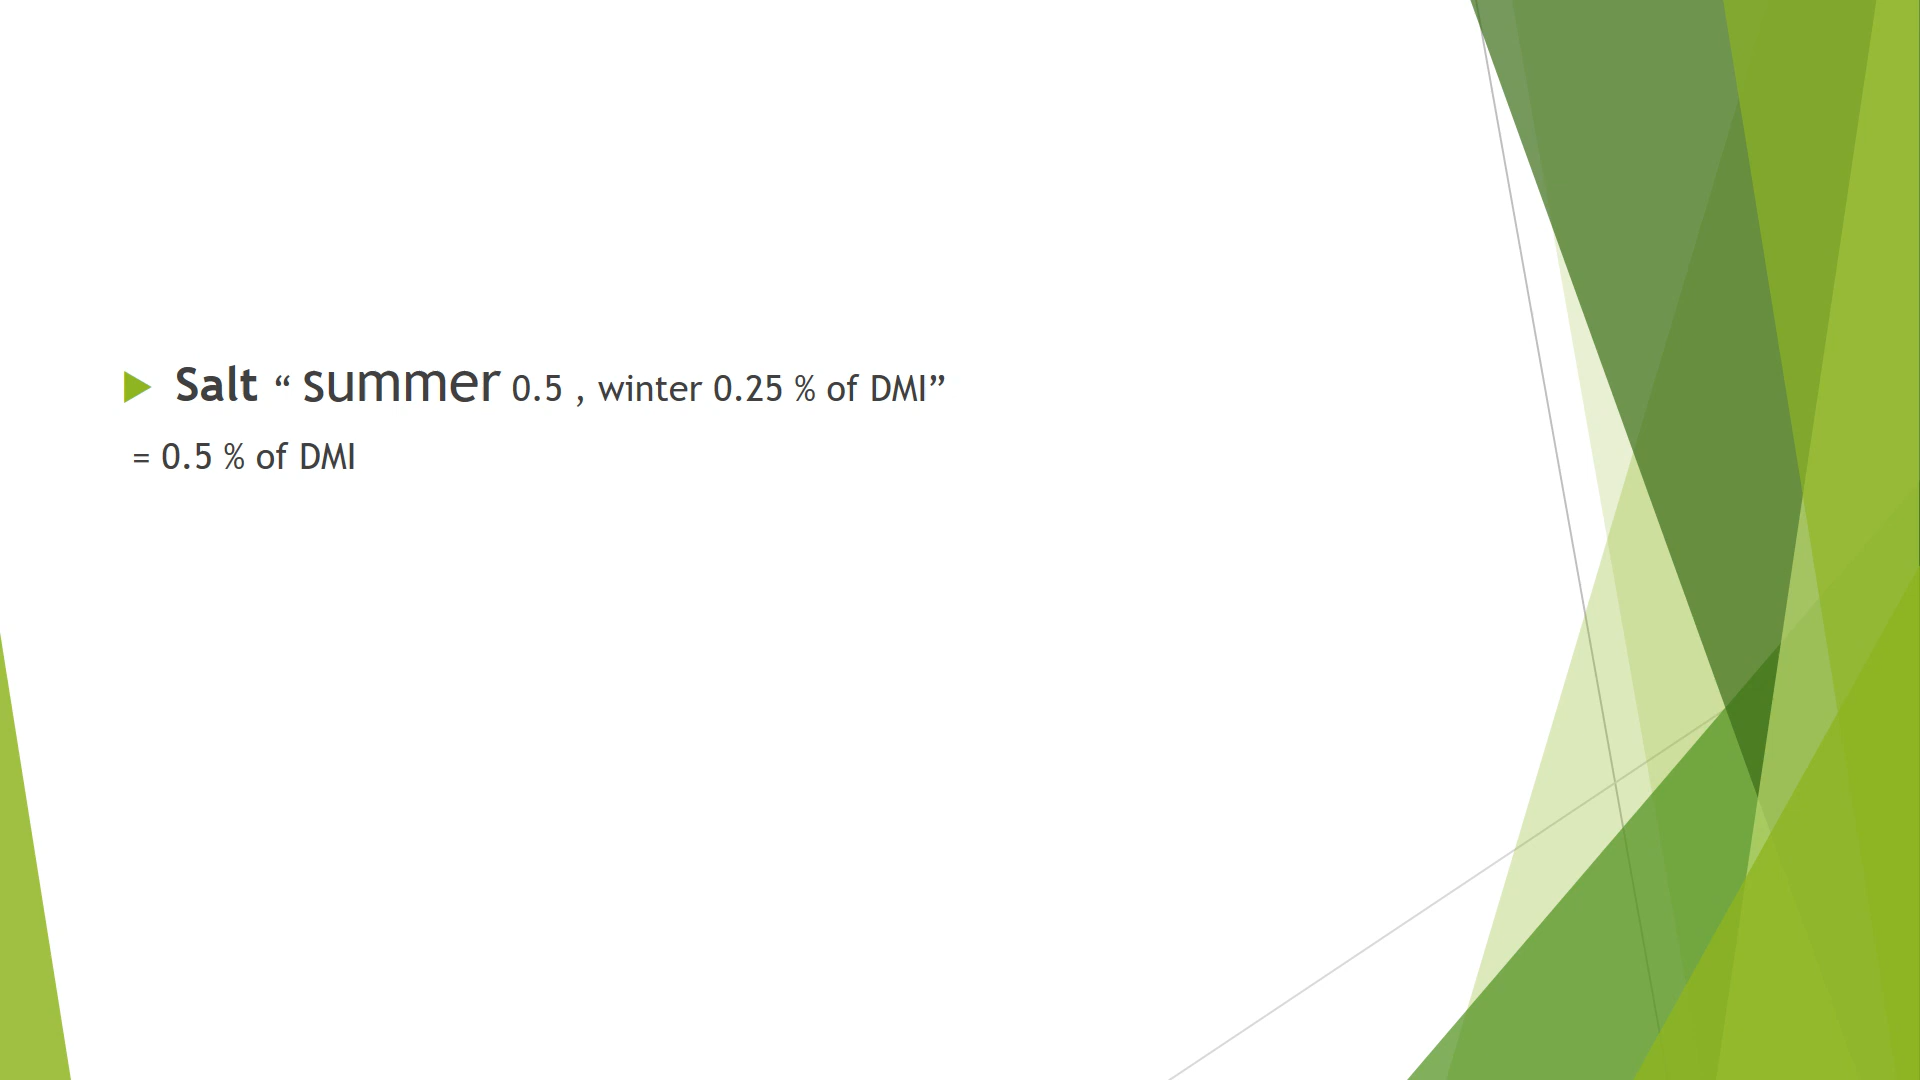 Salt “ summer 0.5 , winter 0.25 % of DMI”
= 0.5 % of DMI